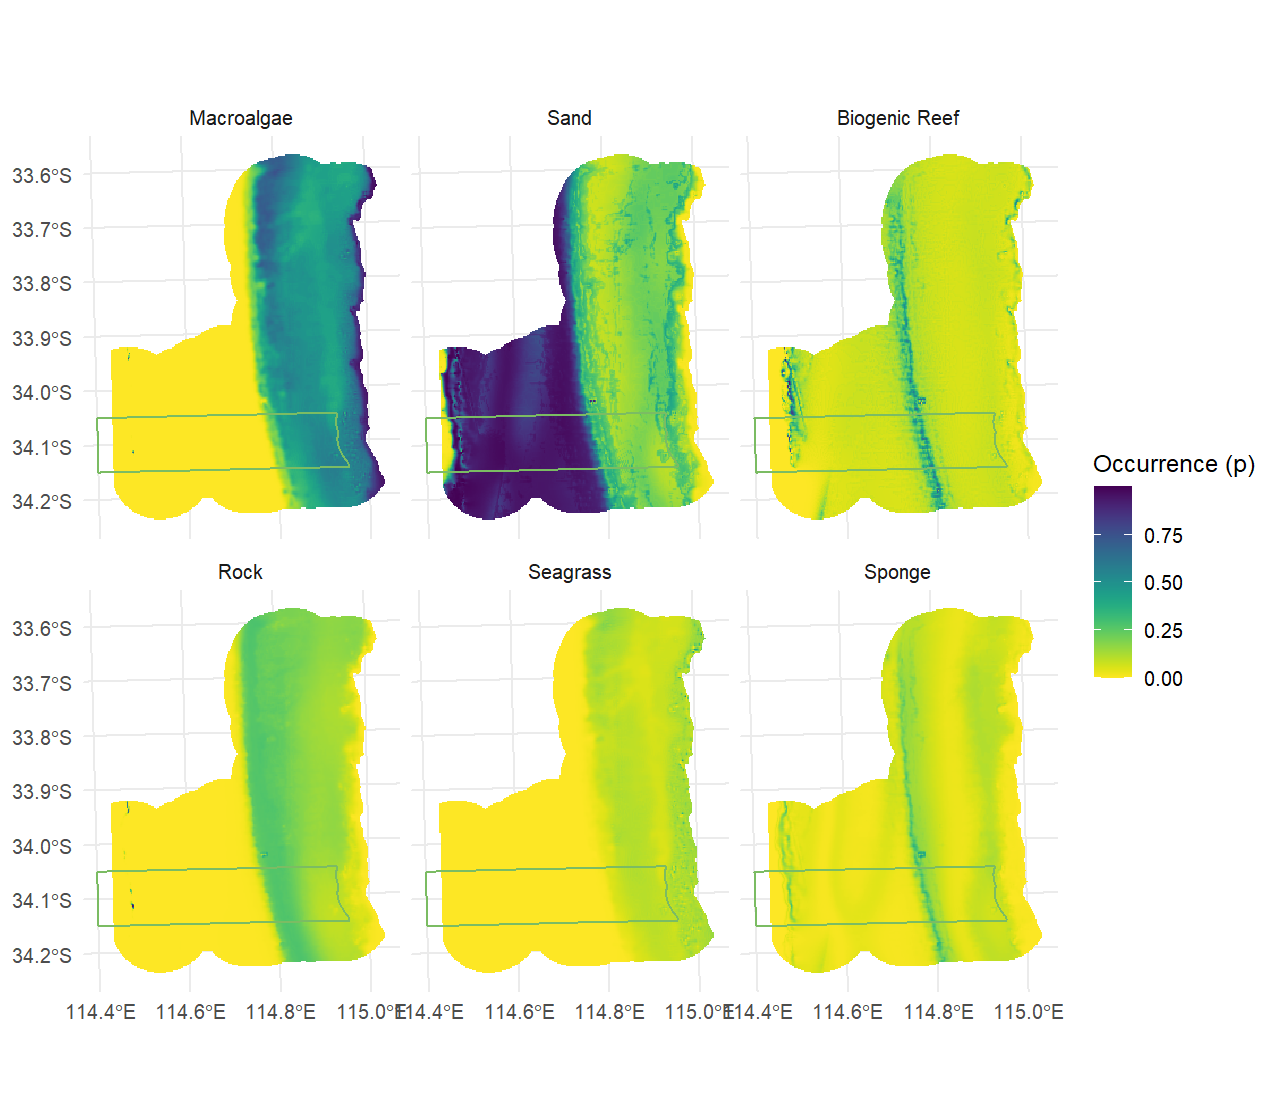 Macroalgae
Sand
Biogenic Reef
33.6°S
33.7°S
33.8°S
33.9°S
34.0°S
34.1°S
34.2°S
Rock
Seagrass
Sponge
33.6°S
33.7°S
33.8°S
33.9°S
34.0°S
34.1°S
34.2°S
114.4°E 114.6°E 114.8°E 115.0°E 114.4°E 114.6°E 114.8°E 115.0°E 114.4°E 114.6°E 114.8°E 115.0°E
Occurrence (p)
0.75
0.50
0.25
0.00